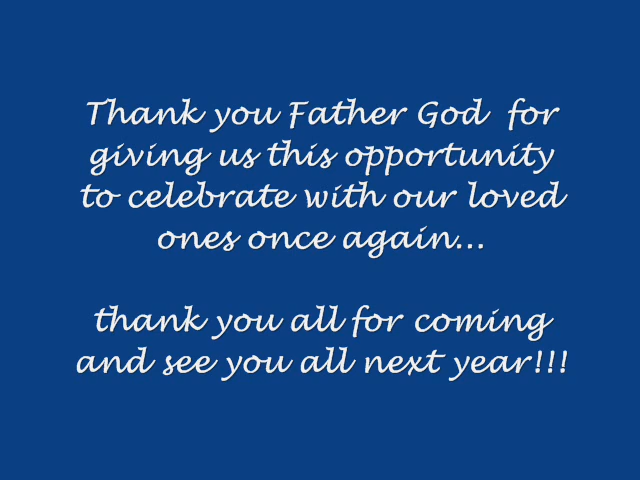 Thank you Father God for
giving us this opportunity
to celebrate with our loved
ones once again...
thank you all for coming
and see you all next year!!!